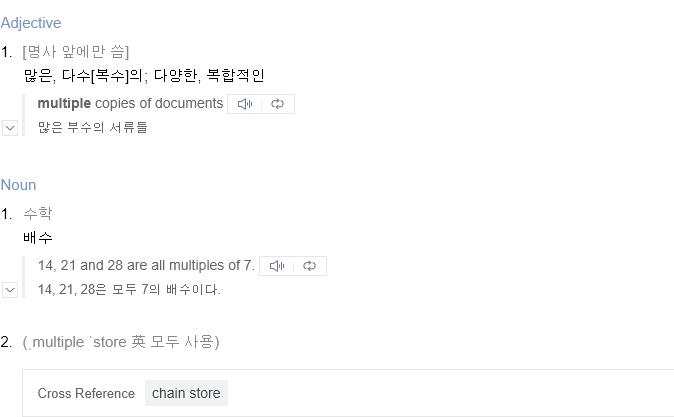 Adjective
1. [명사 앞에만 씀]
많은, 다수[복수]의; 다양한, 복합적인
multiple copies of documents
많은 부수의 서류들
Noun
1. 수학
배수
14, 21 and 28 are all multiples of 7.
14, 21, 28은 모두 7의 배수이다.
2. (ˌmultiple ˈstore 英 모두 사용)
Cross Reference chain store